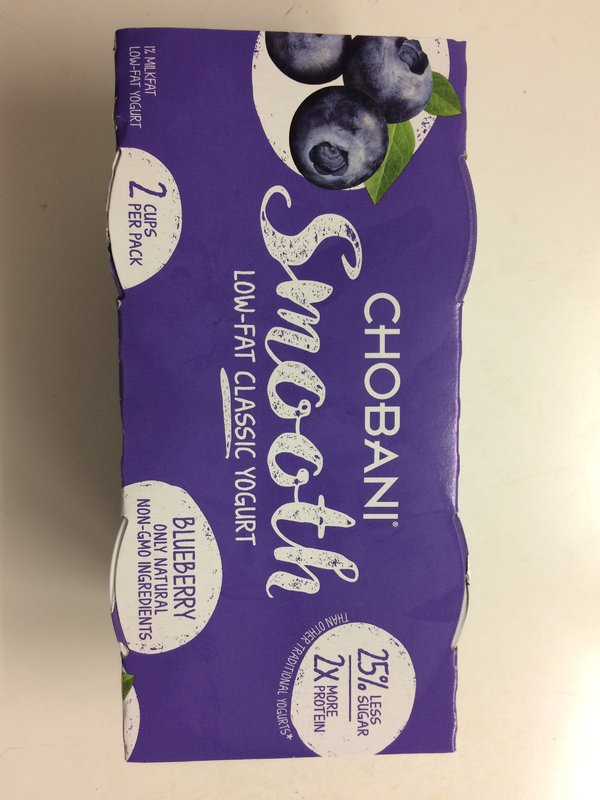 CHOBANI®
Smooth
LOW-FAT CLASSIC YOGURT
25% LESS SUGAR
2X MORE PROTEIN
THAN OTHER TRADITIONAL YOGURTS*
1% MILKFAT
LOW-FAT YOGURT
2 CUPS
PER PACK
BLUEBERRY
ONLY NATURAL
NON-GMO INGREDIENTS